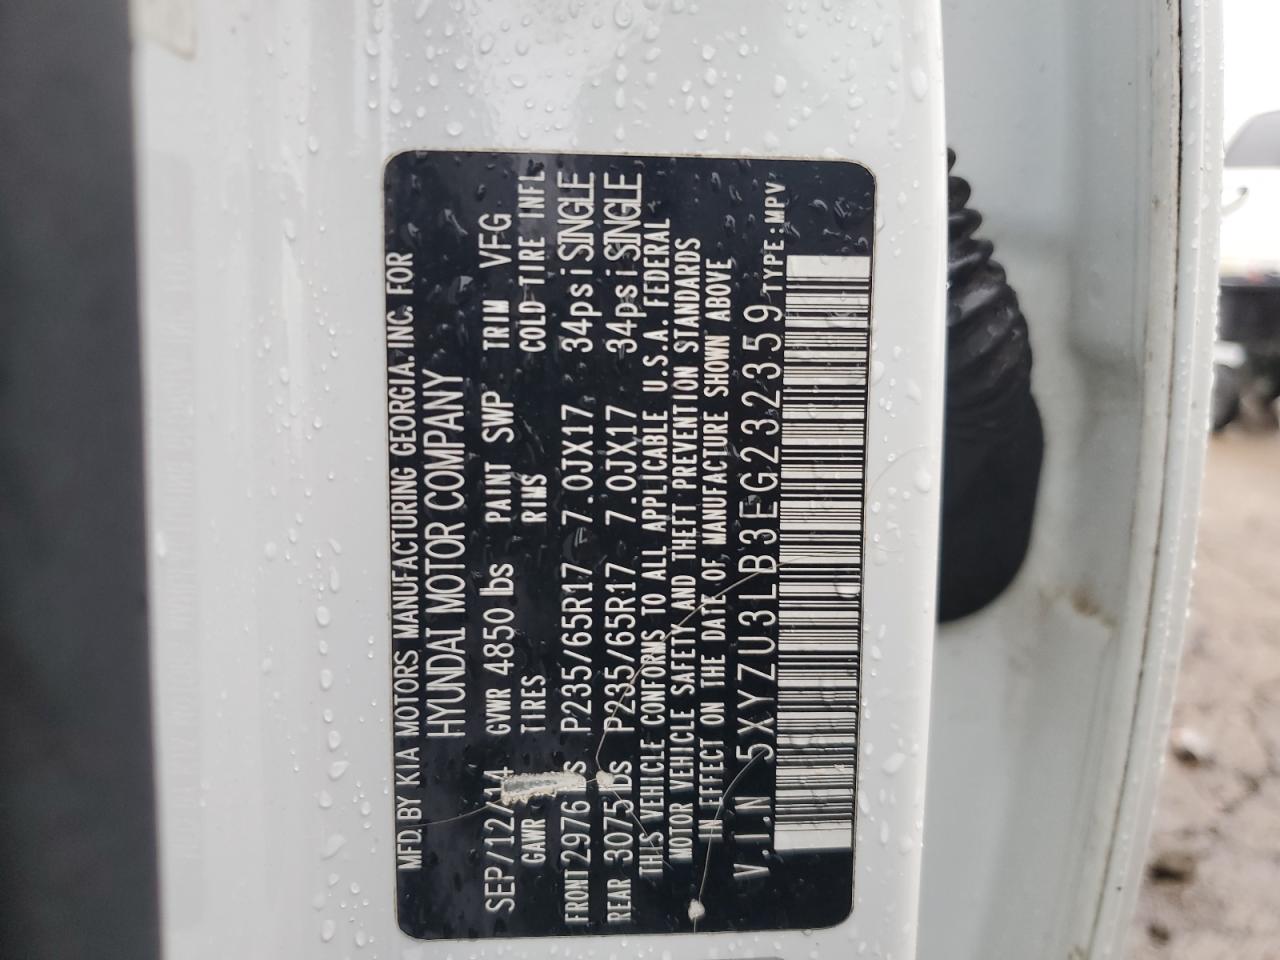 MFD. BY KIA MOTORS MANUFACTURING GEORGIA. INC. FOR
HYUNDAI MOTOR COMPANY
SEP/12/14 GVWR 4850 lbs PAINT SWP TRIM VFG
GAWR TIRES RIMS COLD TIRE INFL
FRONT 2976 P235/65R17 7.0JX17 34psi SINGLE
REAR 3075 lbs P235/65R17 7.0JX17 34psi SINGLE
THIS VEHICLE CONFORMS TO ALL APPLICABLE U.S.A. FEDERAL
MOTOR VEHICLE SAFETY AND THEFT PREVENTION STANDARDS
IN EFFECT ON THE DATE OF MANUFACTURE SHOWN ABOVE
V.I.N 5XYZU3LB3EG232359 TYPE:MPV